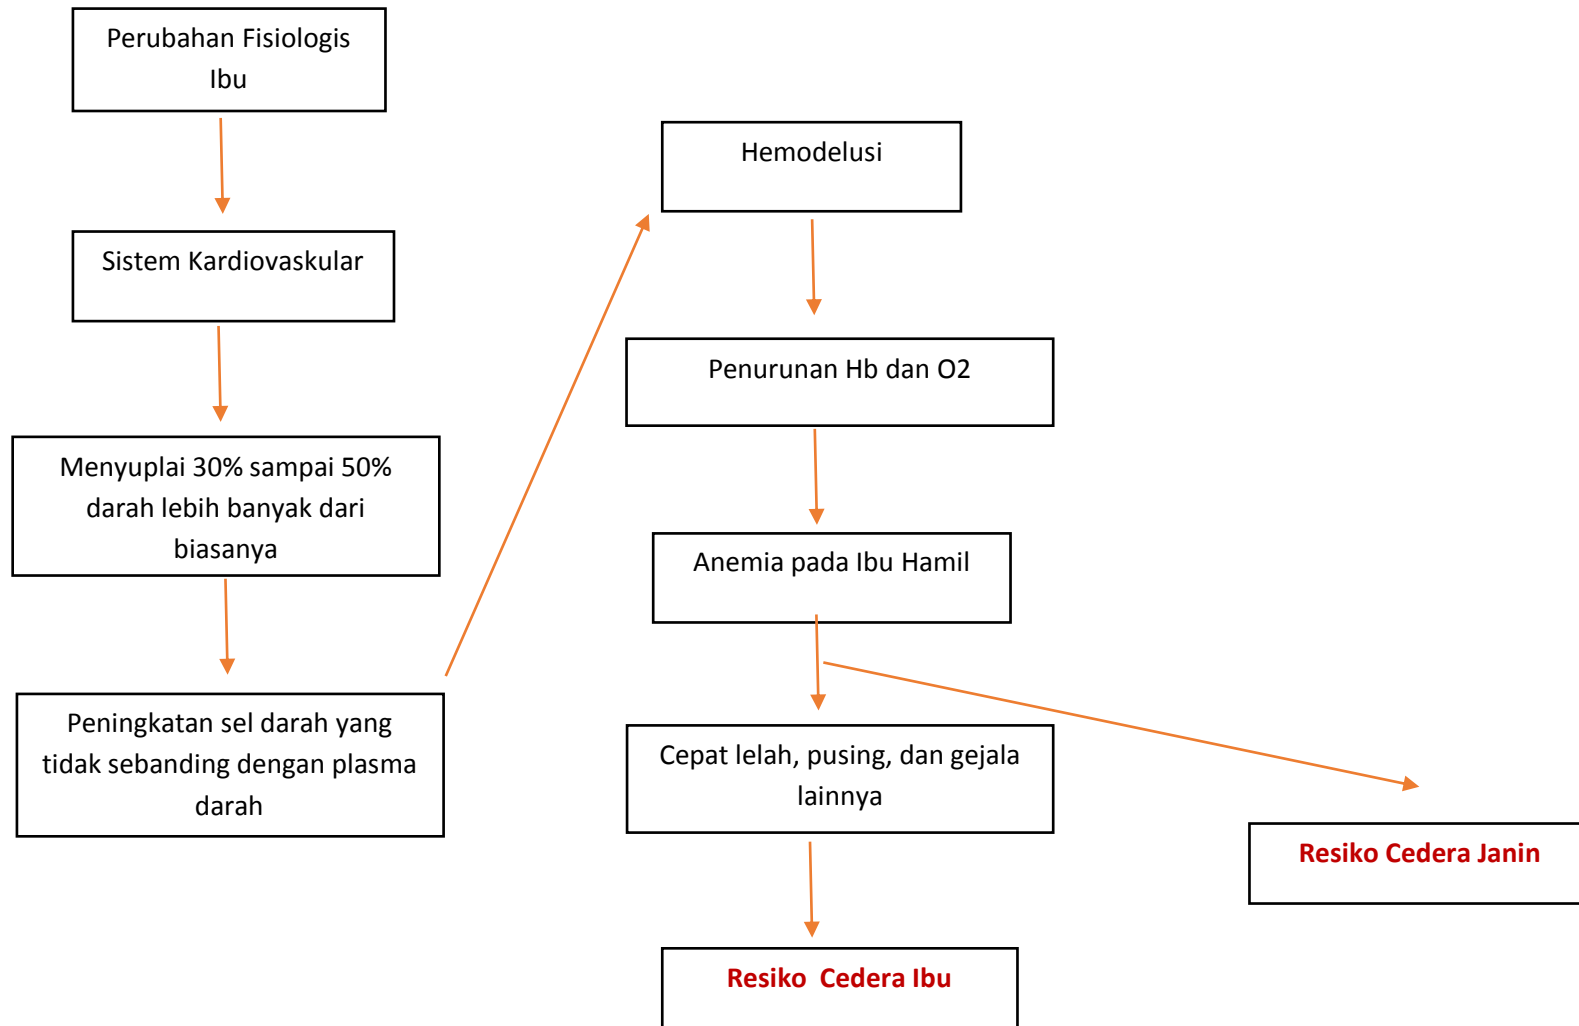 Perubahan Fisiologis
Ibu
Sistem Kardiovaskular
Menyuplai 30% sampai 50%
darah lebih banyak dari
biasanya
Peningkatan sel darah yang
tidak sebanding dengan plasma
darah
Hemodelusi
Penurunan Hb dan O2
Anemia pada Ibu Hamil
Cepat lelah, pusing, dan gejala
lainnya
Resiko Cedera Ibu
Resiko Cedera Janin